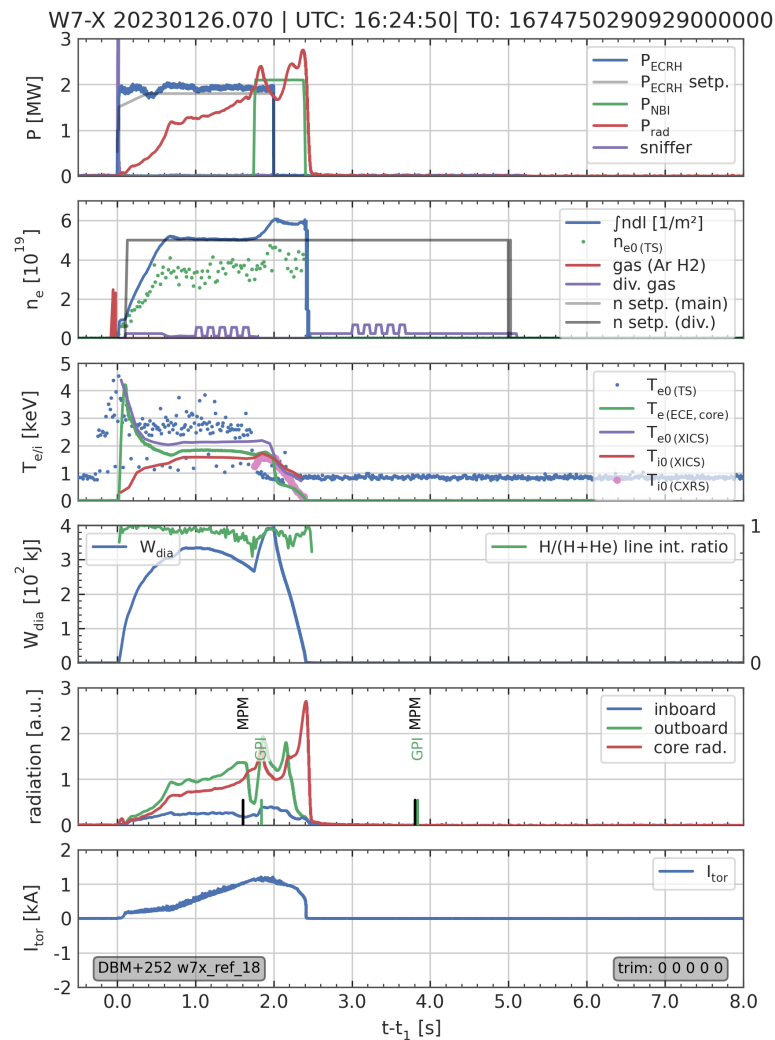 W7-X 20230126.070 | UTC: 16:24:50| T0: 1674750290929000000
3
2
1
0
P [MW]
P_ECRH
P_ECRH setp.
P_NBI
P_rad
sniffer
6
4
2
0
n_e [10^19]
∫ndl [1/m²]
n_e0 (TS)
gas (Ar H2)
div. gas
n setp. (main)
n setp. (div.)
5
4
3
2
1
0
T_e/i [keV]
T_e0 (TS)
T_e (ECE, core)
T_e0 (XICS)
T_i0 (XICS)
T_i0 (CXRS)
4
3
2
1
0
W_dia [10^2 kJ]
W_dia
H/(H+He) line int. ratio
1
0
3
2
1
0
radiation [a.u.]
MPM
GPI
GPI
MPM
inboard
outboard
core rad.
2
1
0
-1
-2
I_tor [kA]
I_tor
DBM+252 w7x_ref_18
trim: 0 0 0 0 0
0.0 1.0 2.0 3.0 4.0 5.0 6.0 7.0 8.0
t-t_1 [s]